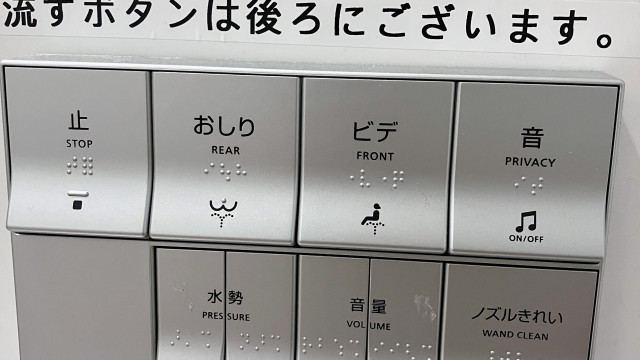 流すボタンは後ろにございます。
止
STOP
おしり
REAR
ビデ
FRONT
音
PRIVACY
ON/OFF
水勢
PRESSURE
音量
VOLUME
ノズルきれい
WAND CLEAN